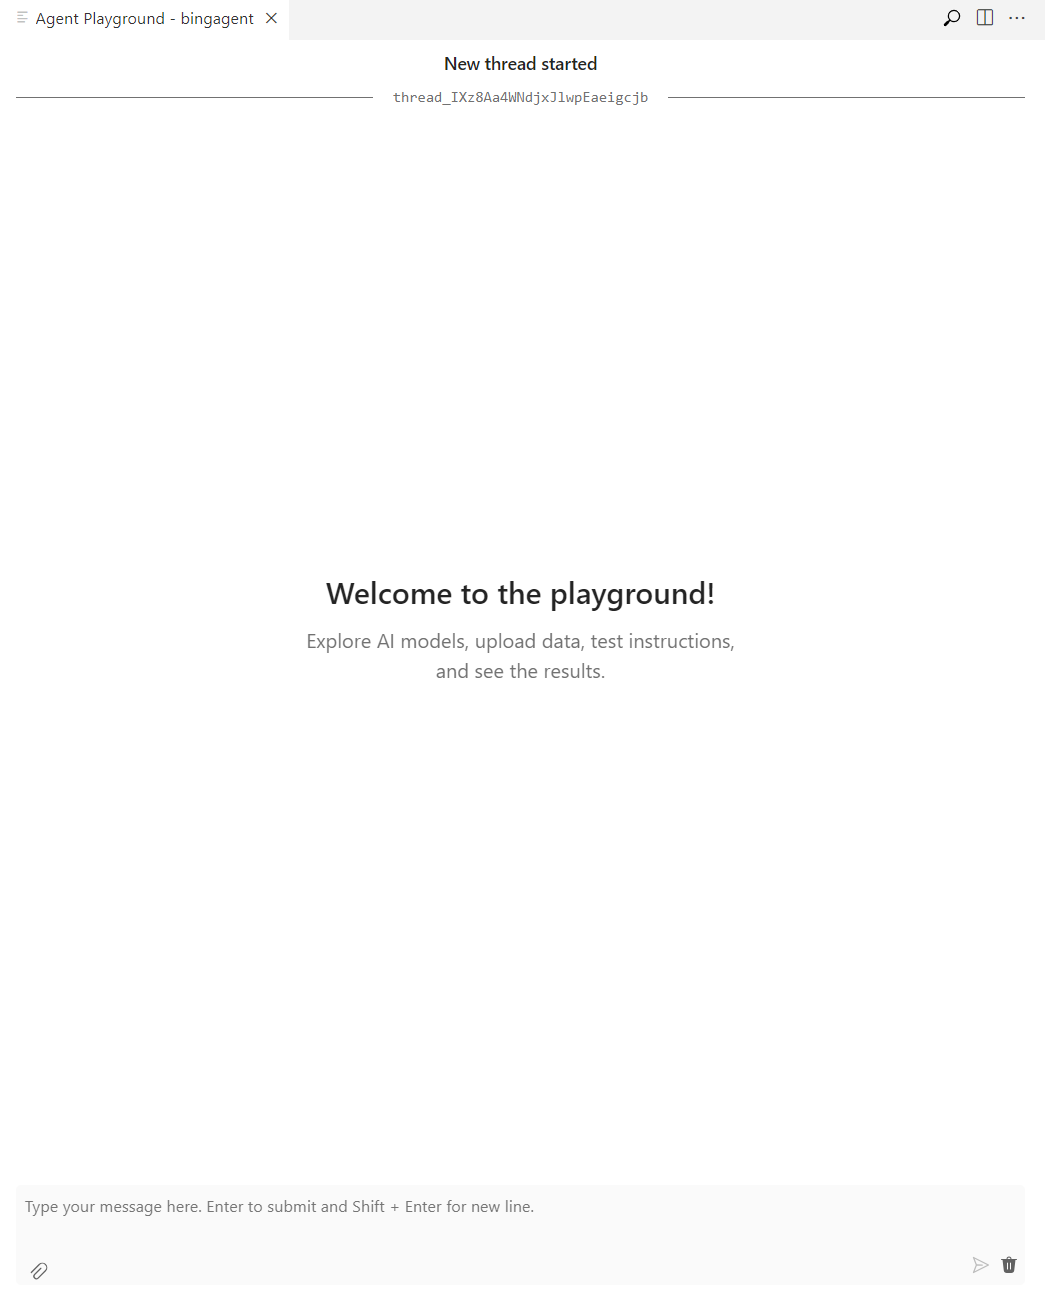 Agent Playground - bingagent
New thread started
thread_IXz8Aa4WNdjxJlwpEaeigcjb
Welcome to the playground!
Explore AI models, upload data, test instructions,
and see the results.
Type your message here. Enter to submit and Shift + Enter for new line.